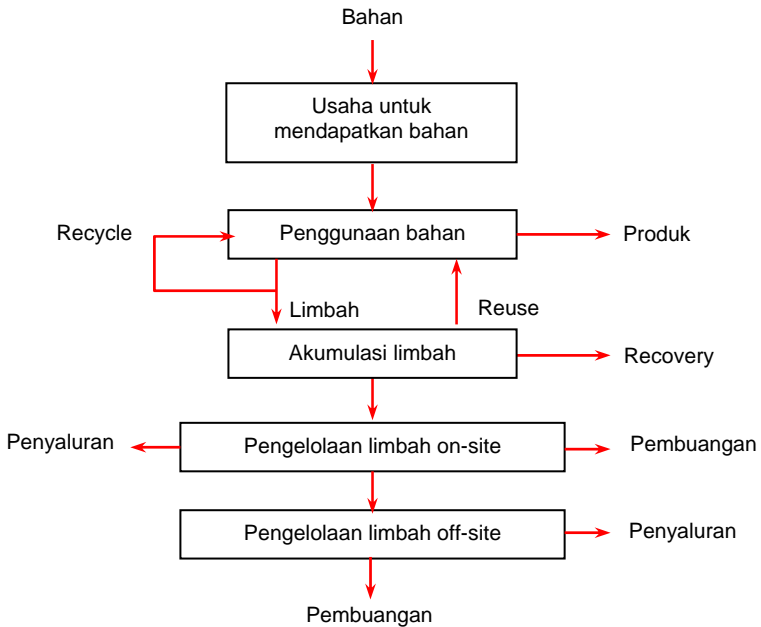 Bahan
Usaha untuk
mendapatkan bahan
Recycle
Penggunaan bahan
Produk
Limbah
Reuse
Akumulasi limbah
Recovery
Penyaluran
Pengelolaan limbah on-site
Pembuangan
Pengelolaan limbah off-site
Penyaluran
Pembuangan